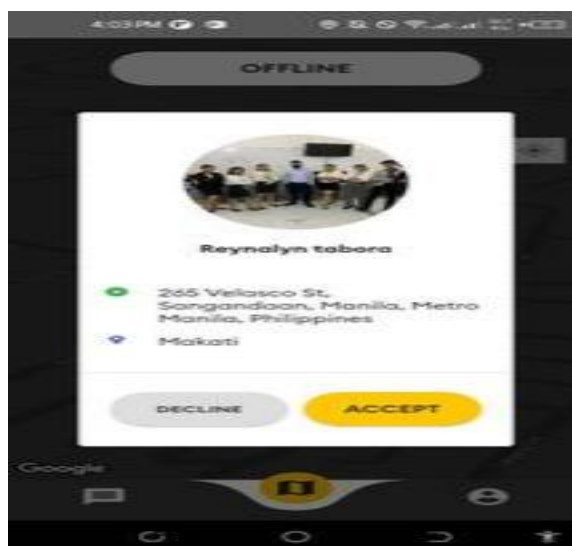 4:03 PM
OFFLINE
Reynalyn tabora
265 Velasco St,
Sangandaan, Manila, Metro
Manila, Philippines
Makati
DECLINE
ACCEPT
Google